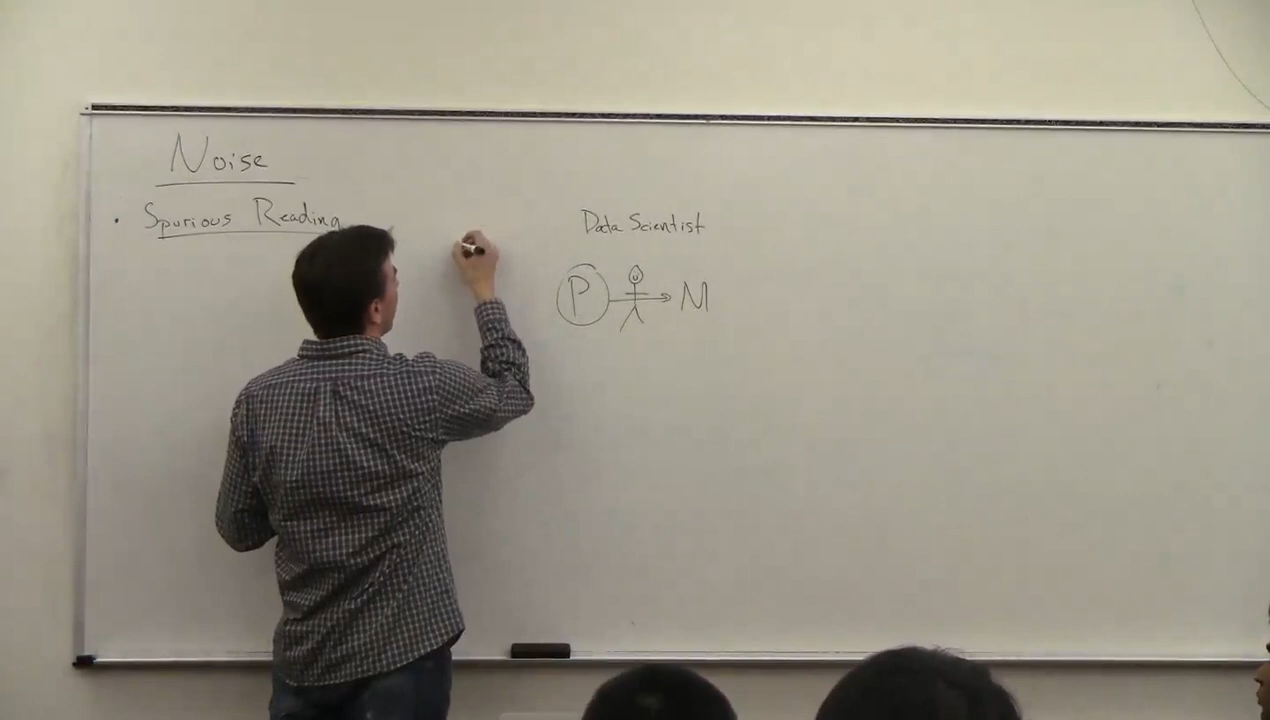 Noise
• Spurious Reading
Data Scientist
P → M